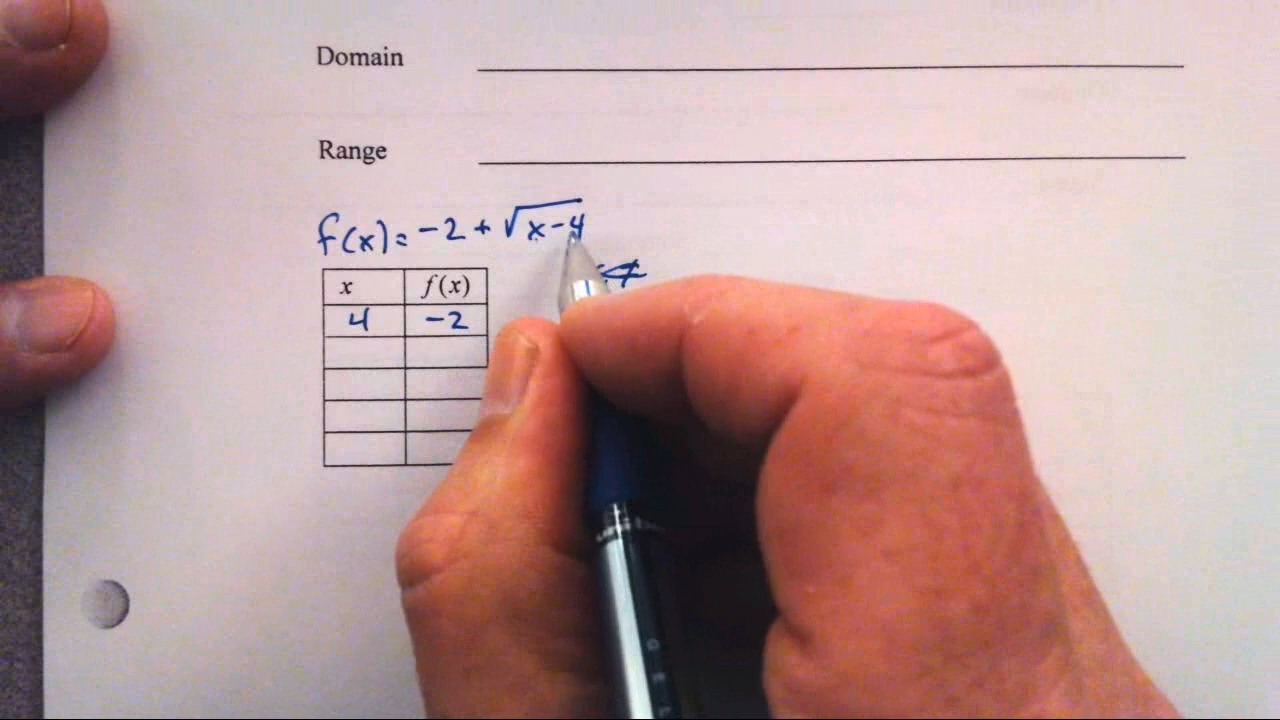 Domain
Range
f(x) = -2 + √x-4
x f(x)
4 -2